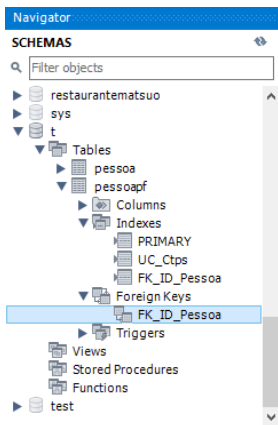 Navigator
SCHEMAS
Filter objects
restaurantematsuo
sys
t
Tables
pessoa
pessoapf
Columns
Indexes
PRIMARY
UC_Ctps
FK_ID_Pessoa
Foreign Keys
FK_ID_Pessoa
Triggers
Views
Stored Procedures
Functions
test